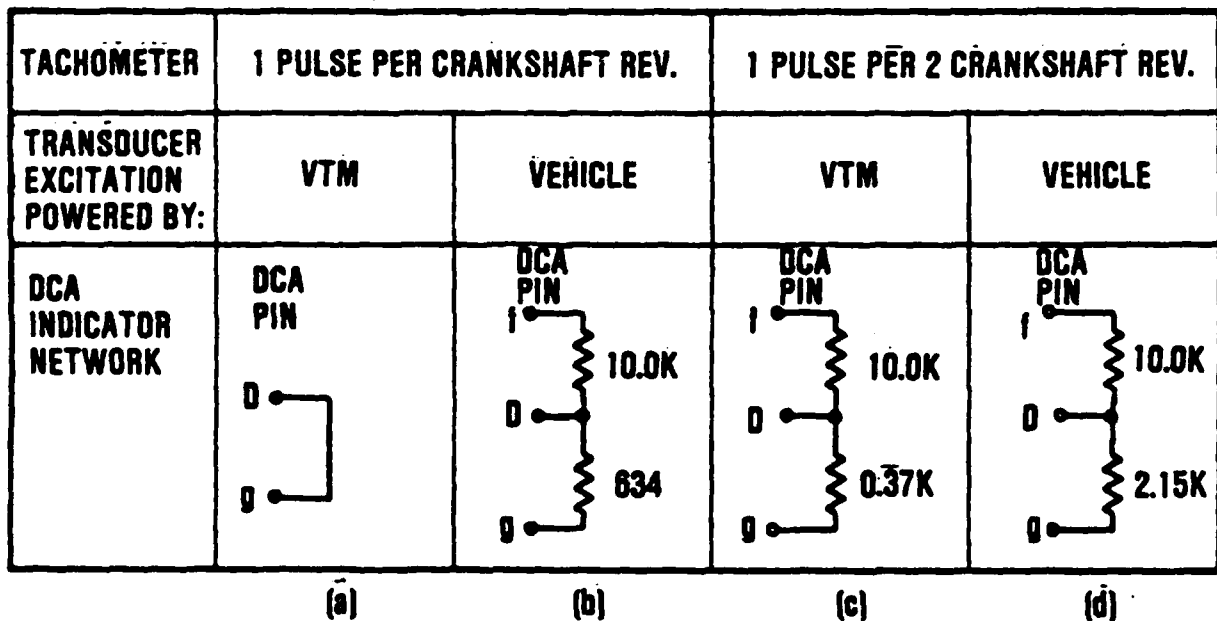 TACHOMETER
1 PULSE PER CRANKSHAFT REV.
1 PULSE PER 2 CRANKSHAFT REV.
TRANSDUCER
EXCITATION
POWERED BY:
VTM
VEHICLE
VTM
VEHICLE
DCA
INDICATOR
NETWORK
DCA
PIN
D
g
DCA
PIN
f
10.0K
D
634
g
DCA
PIN
f
10.0K
D
0.37K
g
DCA
PIN
f
10.0K
D
2.15K
g
(a)
(b)
(c)
(d)